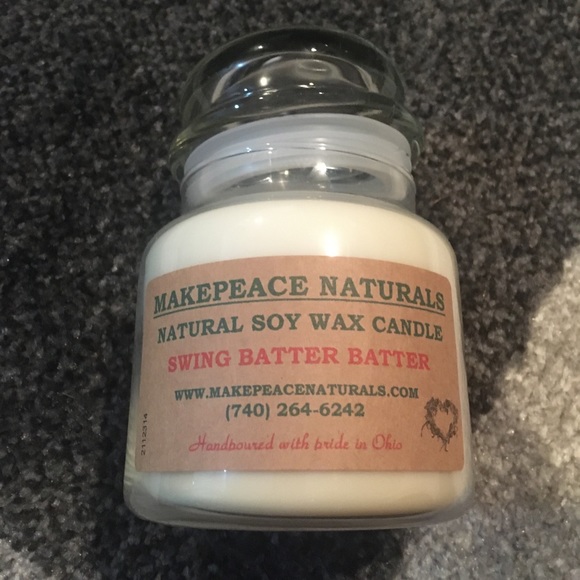 MAKEPEACE NATURALS
NATURAL SOY WAX CANDLE
SWING BATTER BATTER
WWW.MAKEPEACENATURALS.COM
(740) 264-6242
Handpoured with pride in Ohio
2112314